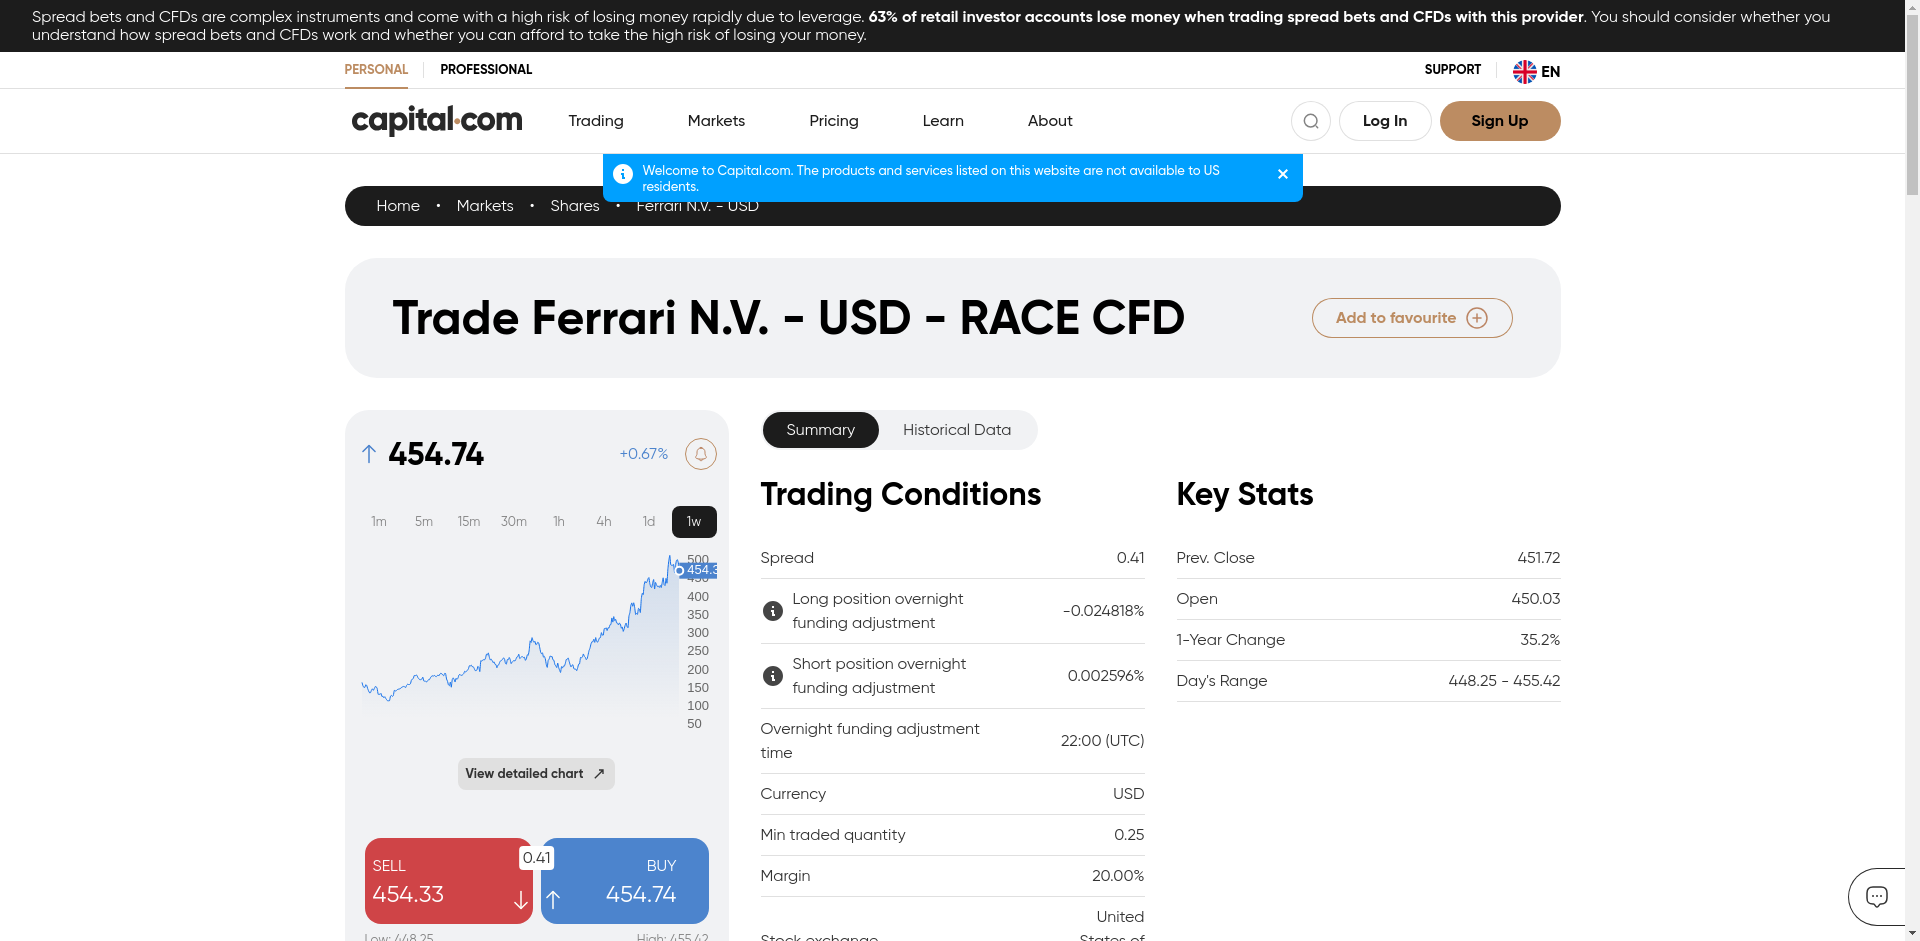 Spread bets and CFDs are complex instruments and come with a high risk of losing money rapidly due to leverage. 63% of retail investor accounts lose money when trading spread bets and CFDs with this provider. You should consider whether you
understand how spread bets and CFDs work and whether you can afford to take the high risk of losing your money.
PERSONAL PROFESSIONAL SUPPORT EN
capital.com Trading Markets Pricing Learn About Log In Sign Up
Welcome to Capital.com. The products and services listed on this website are not available to US
residents.
Home • Markets • Shares • Ferrari N.V. - USD
Trade Ferrari N.V. - USD - RACE CFD
Add to favourite
454.74 +0.67%
1m 5m 15m 30m 1h 4h 1d 1w
500
454.3
450
400
350
300
250
200
150
100
50
View detailed chart
SELL
454.33
0.41
BUY
454.74
Low: 448.25 High: 455.42
Summary Historical Data
Trading Conditions
Spread 0.41
Long position overnight
funding adjustment -0.024818%
Short position overnight
funding adjustment 0.002596%
Overnight funding adjustment
time 22:00 (UTC)
Currency USD
Min traded quantity 0.25
Margin 20.00%
Stock exchange United
States of
Key Stats
Prev. Close 451.72
Open 450.03
1-Year Change 35.2%
Day's Range 448.25 - 455.42